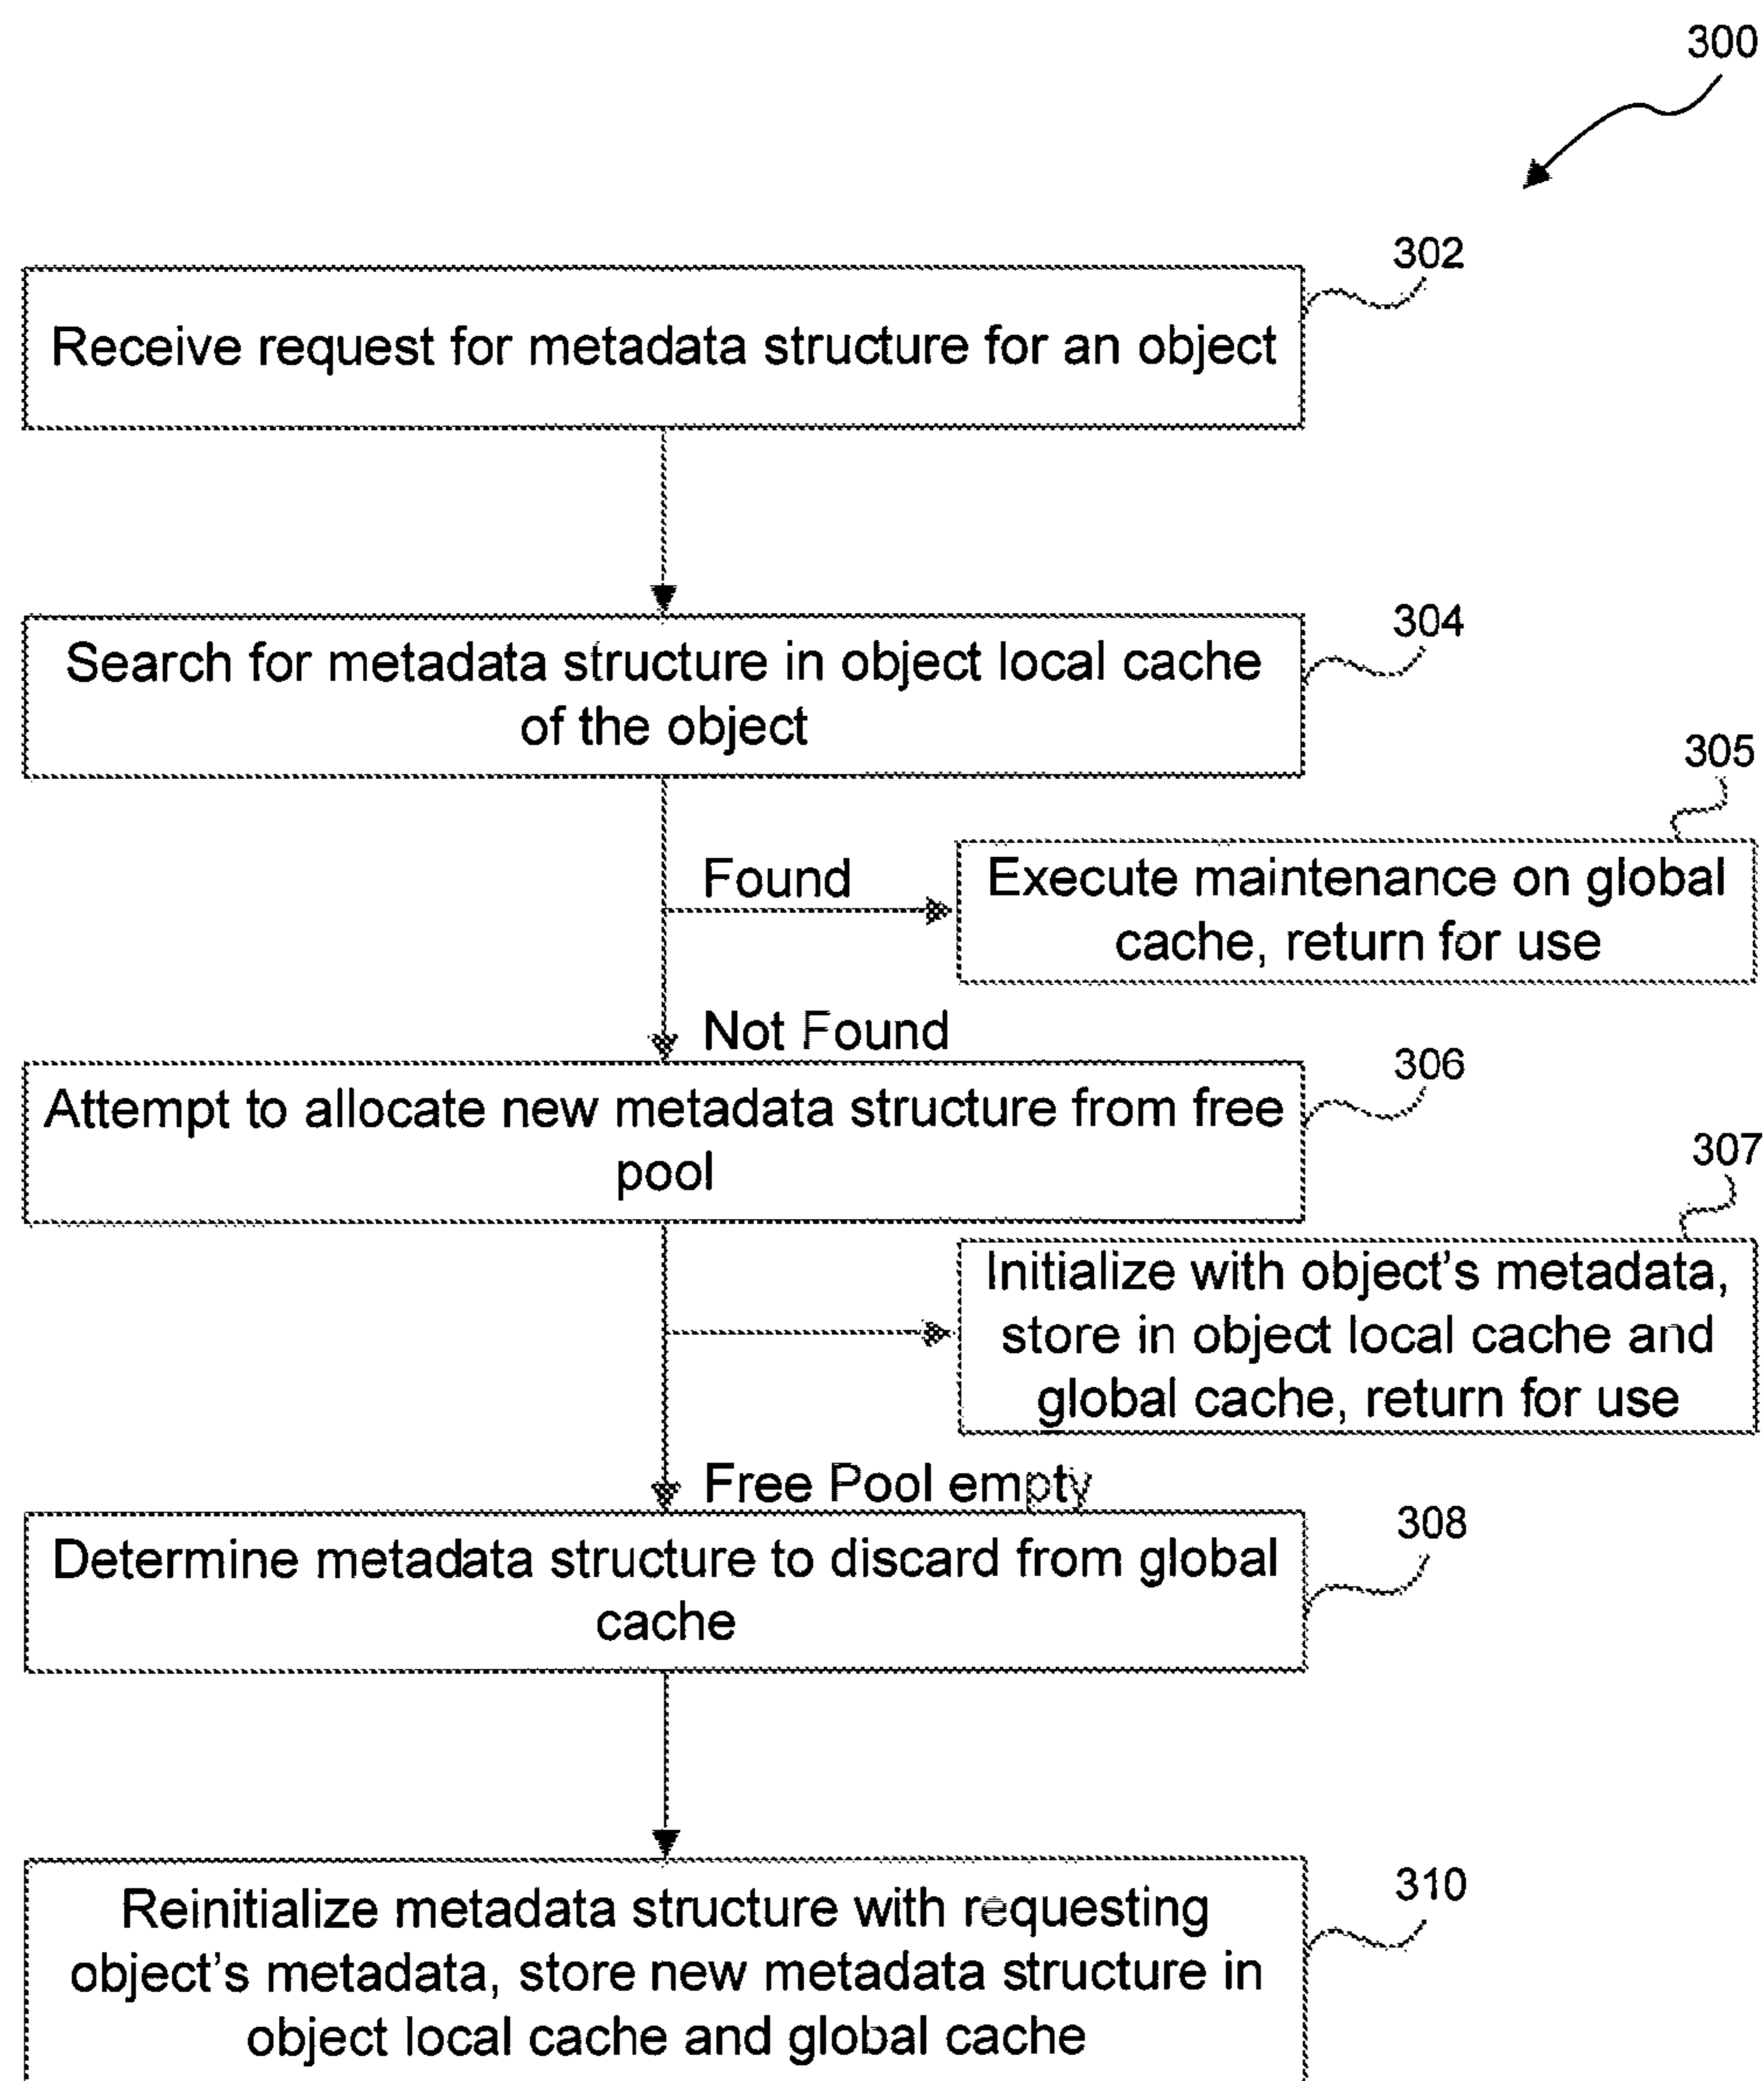 300
302
Receive request for metadata structure for an object
304
Search for metadata structure in object local cache
of the object
305
Found
Execute maintenance on global
cache, return for use
Not Found
306
Attempt to allocate new metadata structure from free
pool
307
Initialize with object's metadata,
store in object local cache and
global cache, return for use
Free Pool empty
308
Determine metadata structure to discard from global
cache
310
Reinitialize metadata structure with requesting
object's metadata, store new metadata structure in
object local cache and global cache